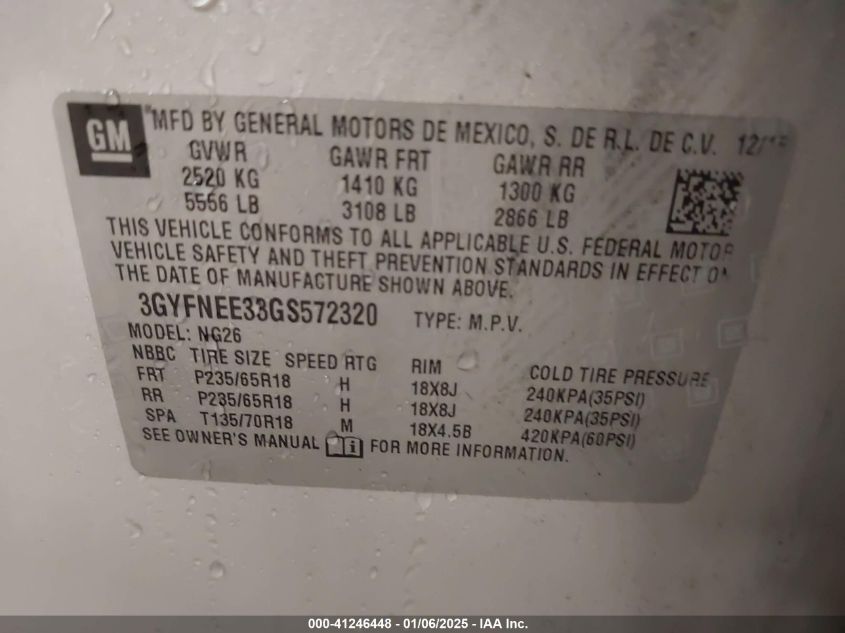 GM
MFD BY GENERAL MOTORS DE MEXICO, S. DE R.L. DE C.V.
GVWR GAWR FRT GAWR RR
2520 KG 1410 KG 1300 KG
5556 LB 3108 LB 2866 LB
THIS VEHICLE CONFORMS TO ALL APPLICABLE U.S. FEDERAL MOTOR
VEHICLE SAFETY AND THEFT PREVENTION STANDARDS IN EFFECT ON
THE DATE OF MANUFACTURE SHOWN ABOVE.
3GYFNEE33GS572320 TYPE: M.P.V.
MODEL: NG26
NBBC TIRE SIZE SPEED RTG RIM COLD TIRE PRESSURE
FRT P235/65R18 H 18X8J 240KPA(35PSI)
RR P235/65R18 H 18X8J 240KPA(35PSI)
SPA T135/70R18 M 18X4.5B 420KPA(60PSI)
SEE OWNER'S MANUAL FOR MORE INFORMATION.
000-41246448 - 01/06/2025 - IAA Inc.